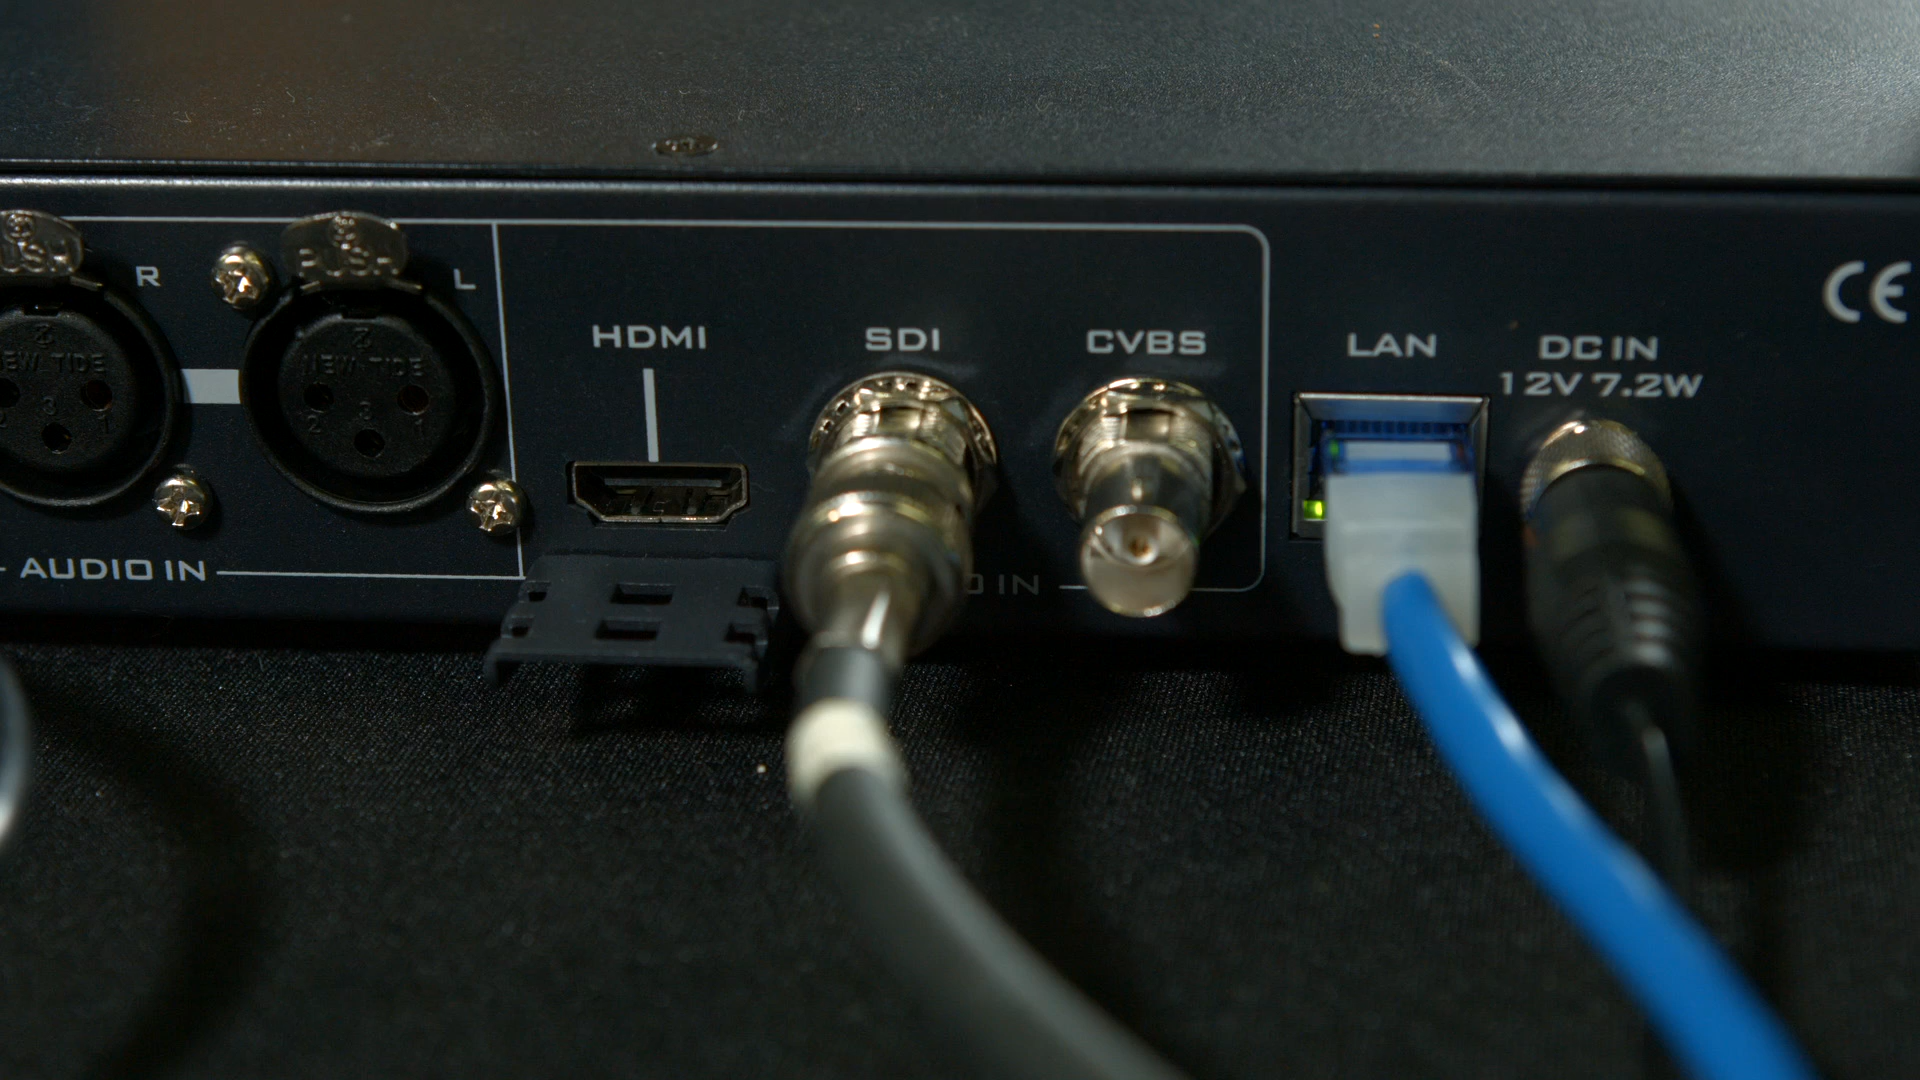 PUSH
R
PUSH
L
NEW TIDE
2 3 1
NEW TIDE
2 3 1
AUDIO IN
HDMI
SDI
CVBS
O IN
LAN
DC IN
12V 7.2W
CE